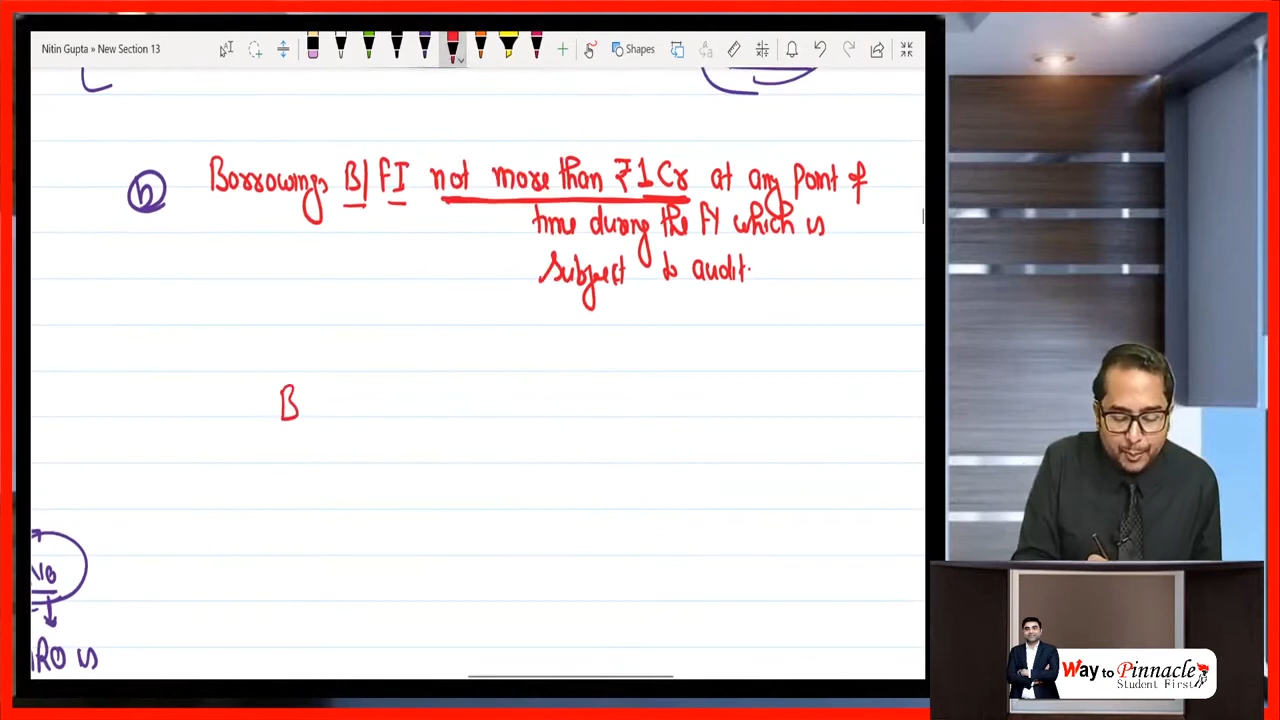 Nitin Gupta » New Section 13
Shapes
(b) Borrowings B/ FI not more than ₹1 Cr at any point of
time during the FY which is
subject to audit.
B
No
RO is
Way to Pinnacle
Student First